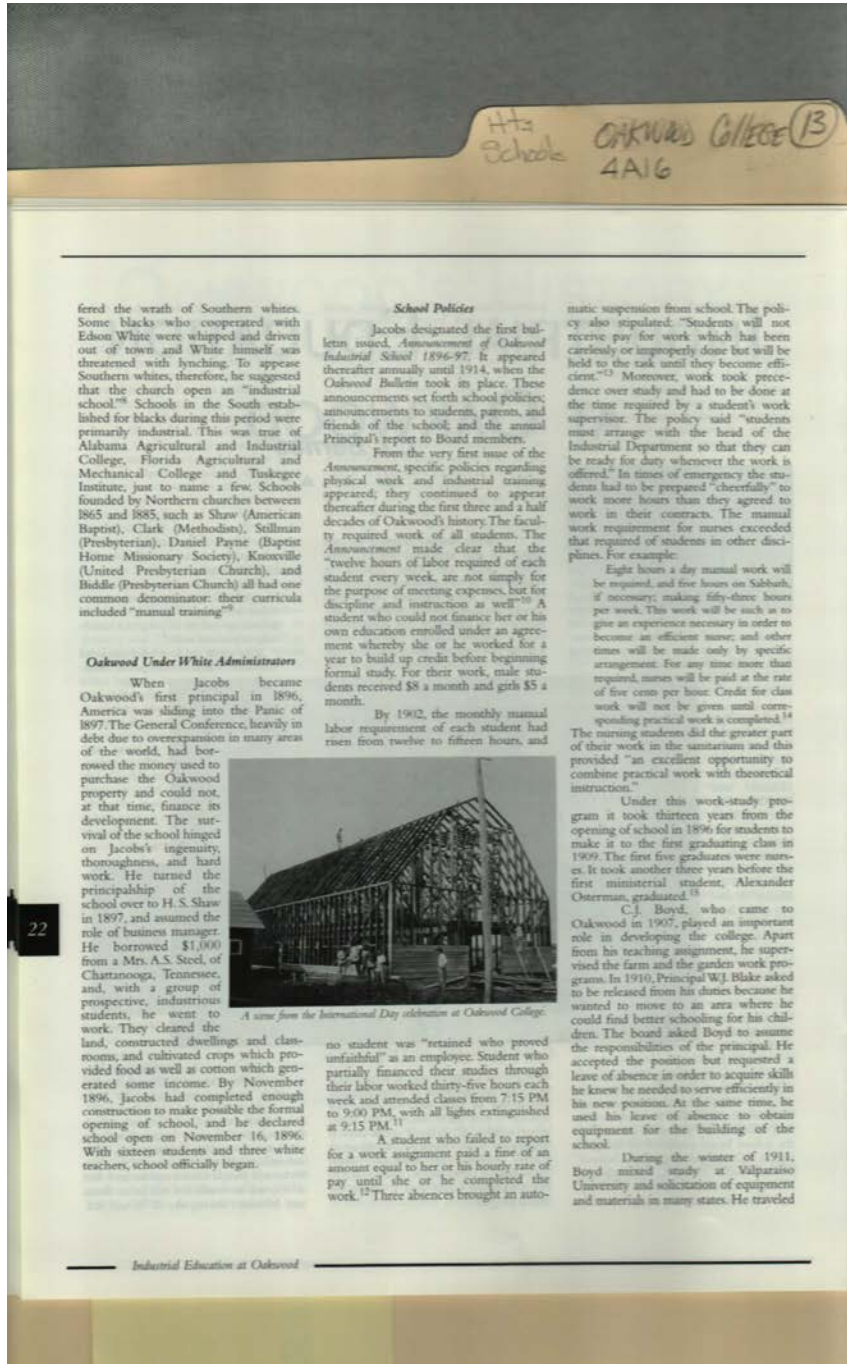 Hts
Schools
OAKWOOD COllEGE 13
4A16
fered the wrath of Southern whites.
Some blacks who cooperated with
Edson White were whipped and driven
out of town and White himself was
threatened with lynching. To appease
Southern whites, therefore, he suggested
that the church open an "industrial
school."8 Schools in the South estab-
lished for blacks during this period were
primarily industrial. This was true of
Alabama Agricultural and Industrial
College, Florida Agricultural and
Mechanical College and Tuskegee
Institute, just to name a few. Schools
founded by Northern churches between
1865 and 1885, such as Shaw (American
Baptist), Clark (Methodists), Stillman
(Presbyterian), Daniel Payne (Baptist
Home Missionary Society), Knoxville
(United Presbyterian Church), and
Biddle (Presbyterian Church) all had one
common denominator: their curricula
included "manual training"9
Oakwood Under White Administrators
When Jacobs became
Oakwood's first principal in 1896,
America was sliding into the Panic of
1897. The General Conference, heavily in
debt due to overexpansion in many areas
of the world, had bor-
rowed the money used to
purchase the Oakwood
property and could not,
at that time, finance its
development. The sur-
vival of the school hinged
on Jacobs's ingenuity,
thoroughness, and hard
work. He turned the
principalship of the
school over to H. S. Shaw
in 1897, and assumed the
role of business manager.
He borrowed $1,000
from a Mrs. A.S. Steel, of
Chattanooga, Tennessee,
and, with a group of
prospective, industrious
students, he went to
work. They cleared the
land, constructed dwellings and class-
rooms, and cultivated crops which pro-
vided food as well as cotton which gen-
erated some income. By November
1896, Jacobs had completed enough
construction to make possible the formal
opening of school, and he declared
school open on November 16, 1896.
With sixteen students and three white
teachers, school officially began.
School Policies
Jacobs designated the first bul-
letin issued, Announcement of Oakwood
Industrial School 1896-97. It appeared
thereafter annually until 1914, when the
Oakwood Bulletin took its place. These
announcements set forth school policies;
announcements to students, parents, and
friends of the school; and the annual
Principal's report to Board members.
From the very first issue of the
Announcement, specific policies regarding
physical work and industrial training
appeared; they continued to appear
thereafter during the first three and a half
decades of Oakwood's history. The facul-
ty required work of all students. The
Announcement made clear that the
"twelve hours of labor required of each
student every week, are not simply for
the purpose of meeting expenses, but for
discipline and instruction as well"10 A
student who could not finance her or his
own education enrolled under an agree-
ment whereby she or he worked for a
year to build up credit before beginning
formal study. For their work, male stu-
dents received $8 a month and girls $5 a
month.
By 1902, the monthly manual
labor requirement of each student had
risen from twelve to fifteen hours, and
A scene from the International Day celebration at Oakwood College.
no student was "retained who proved
unfaithful" as an employee. Student who
partially financed their studies through
their labor worked thirty-five hours each
week and attended classes from 7:15 PM
to 9:00 PM, with all lights extinguished
at 9:15 PM.11
A student who failed to report
for a work assignment paid a fine of an
amount equal to her or his hourly rate of
pay until she or he completed the
work.12 Three absences brought an auto-
matic suspension from school. The poli-
cy also stipulated: "Students will not
receive pay for work which has been
carelessly or improperly done but will be
held to the task until they become effi-
cient."13 Moreover, work took prece-
dence over study and had to be done at
the time required by a student's work
supervisor. The policy said "students
must arrange with the head of the
Industrial Department so that they can
be ready for duty whenever the work is
offered." In times of emergency the stu-
dents had to be prepared "cheerfully" to
work more hours than they agreed to
work in their contracts. The manual
work requirement for nurses exceeded
that required of students in other disci-
plines. For example:
Eight hours a day manual work will
be required, and five hours on Sabbath,
if necessary; making fifty-three hours
per week. This work will be such as to
give an experience necessary in order to
become an efficient nurse; and other
times will be made only by specific
arrangement. For any time more than
required, nurses will be paid at the rate
of five cents per hour. Credit for class
work will not be given until corre-
sponding practical work is completed.14
The nursing students did the greater part
of their work in the sanitarium and this
provided "an excellent opportunity to
combine practical work with theoretical
instruction."
Under this work-study pro-
gram it took thirteen years from the
opening of school in 1896 for students to
make it to the first graduating class in
1909. The first five graduates were nurs-
es. It took another three years before the
first ministerial student, Alexander
Osterman, graduated.15
C.J. Boyd, who came to
Oakwood in 1907, played an important
role in developing the college. Apart
from his teaching assignment, he super-
vised the farm and the garden work pro-
grams. In 1910, Principal W.J. Blake asked
to be released from his duties because he
wanted to move to an area where he
could find better schooling for his chil-
dren. The board asked Boyd to assume
the responsibilities of the principal. He
accepted the position but requested a
leave of absence in order to acquire skills
he knew he needed to serve efficiently in
his new position. At the same time, he
used his leave of absence to obtain
equipment for the building of the
school.
During the winter of 1911,
Boyd mixed study at Valparaiso
University and solicitation of equipment
and materials in many states. He traveled
22
Industrial Education at Oakwood